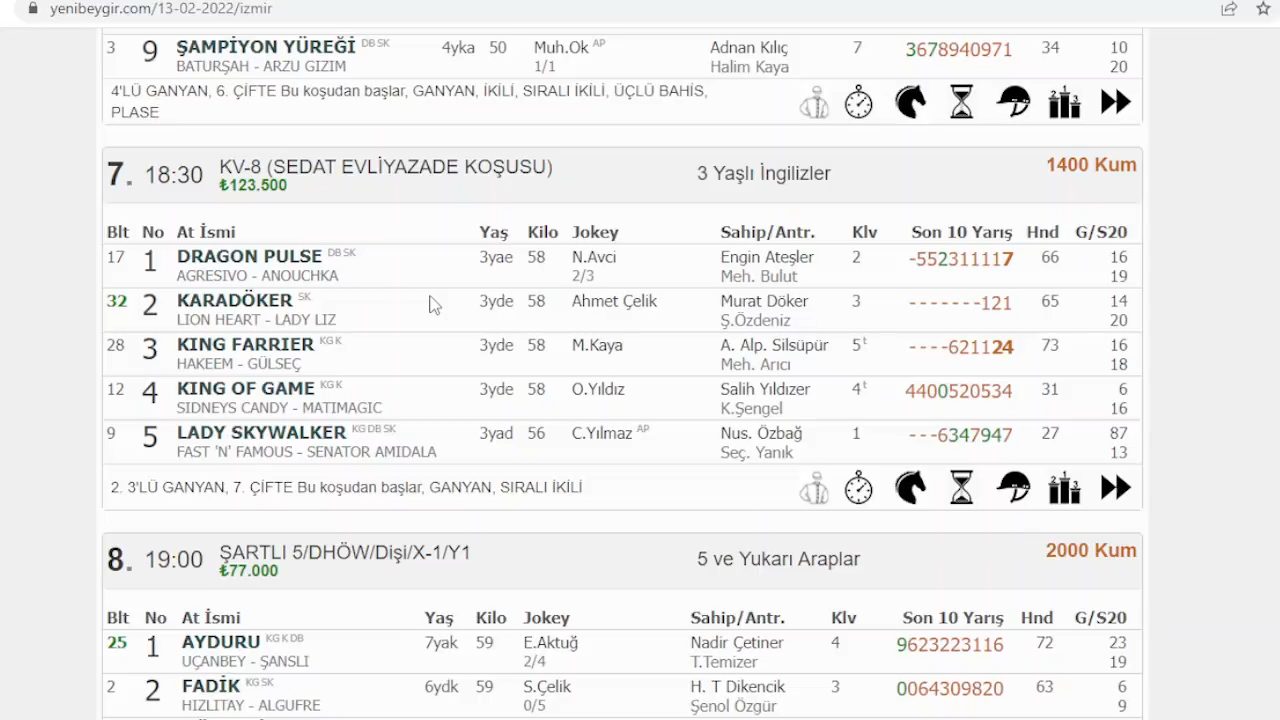 yenibeygir.com/13-02-2022/izmir
3 9 ŞAMPİYON YÜREĞİ DB SK 4yka 50 Muh.Ok AP Adnan Kılıç 7 3678940971 34 10
BATURŞAH - ARZU GIZIM 1/1 Halim Kaya 20
4'LÜ GANYAN, 6. ÇİFTE Bu koşudan başlar, GANYAN, İKİLİ, SIRALI İKİLİ, ÜÇLÜ BAHİS,
PLASE
7. 18:30 KV-8 (SEDAT EVLİYAZADE KOŞUSU) 3 Yaşlı İngilizler 1400 Kum
₺123.500
Blt No At İsmi Yaş Kilo Jokey Sahip/Antr. Klv Son 10 Yarış Hnd G/S20
17 1 DRAGON PULSE DB SK 3yae 58 N.Avci Engin Ateşler 2 -552311117 66 16
AGRESIVO - ANOUCHKA 2/3 Meh. Bulut 19
32 2 KARADÖKER SK 3yde 58 Ahmet Çelik Murat Döker 3 -------121 65 14
LION HEART - LADY LIZ Ş.Özdeniz 20
28 3 KING FARRIER KG K 3yde 58 M.Kaya A. Alp. Silsüpür 5t ----621124 73 16
HAKEEM - GÜLSEÇ Meh. Arıcı 18
12 4 KING OF GAME KG K 3yde 58 O.Yıldız Salih Yıldızer 4t 4400520534 31 6
SIDNEYS CANDY - MATIMAGIC K.Şengel 16
9 5 LADY SKYWALKER KG DB SK 3yad 56 C.Yılmaz AP Nus. Özbağ 1 ---6347947 27 87
FAST 'N' FAMOUS - SENATOR AMIDALA Seç. Yanık 13
2. 3'LÜ GANYAN, 7. ÇİFTE Bu koşudan başlar, GANYAN, SIRALI İKİLİ
8. 19:00 ŞARTLI 5/DHÖW/Dişi/X-1/Y1 5 ve Yukarı Araplar 2000 Kum
₺77.000
Blt No At İsmi Yaş Kilo Jokey Sahip/Antr. Klv Son 10 Yarış Hnd G/S20
25 1 AYDURU KG K DB 7yak 59 E.Aktuğ Nadir Çetiner 4 9623223116 72 23
UÇANBEY - ŞANSLI 2/4 T.Temizer 19
2 2 FADİK KG SK 6ydk 59 S.Çelik H. T Dikencik 3 0064309820 63 6
HIZLITAY - ALGUFRE 0/5 Şenol Özgür 9